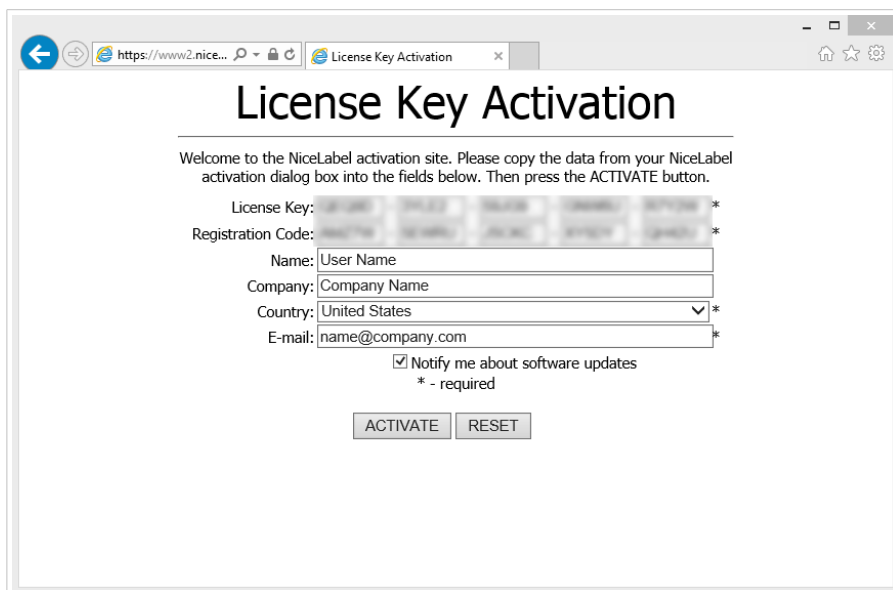 https://www2.nice...
License Key Activation
License Key Activation
Welcome to the NiceLabel activation site. Please copy the data from your NiceLabel
activation dialog box into the fields below. Then press the ACTIVATE button.
License Key: *
Registration Code: *
Name: User Name
Company: Company Name
Country: United States *
E-mail: name@company.com *
Notify me about software updates
* - required
ACTIVATE RESET